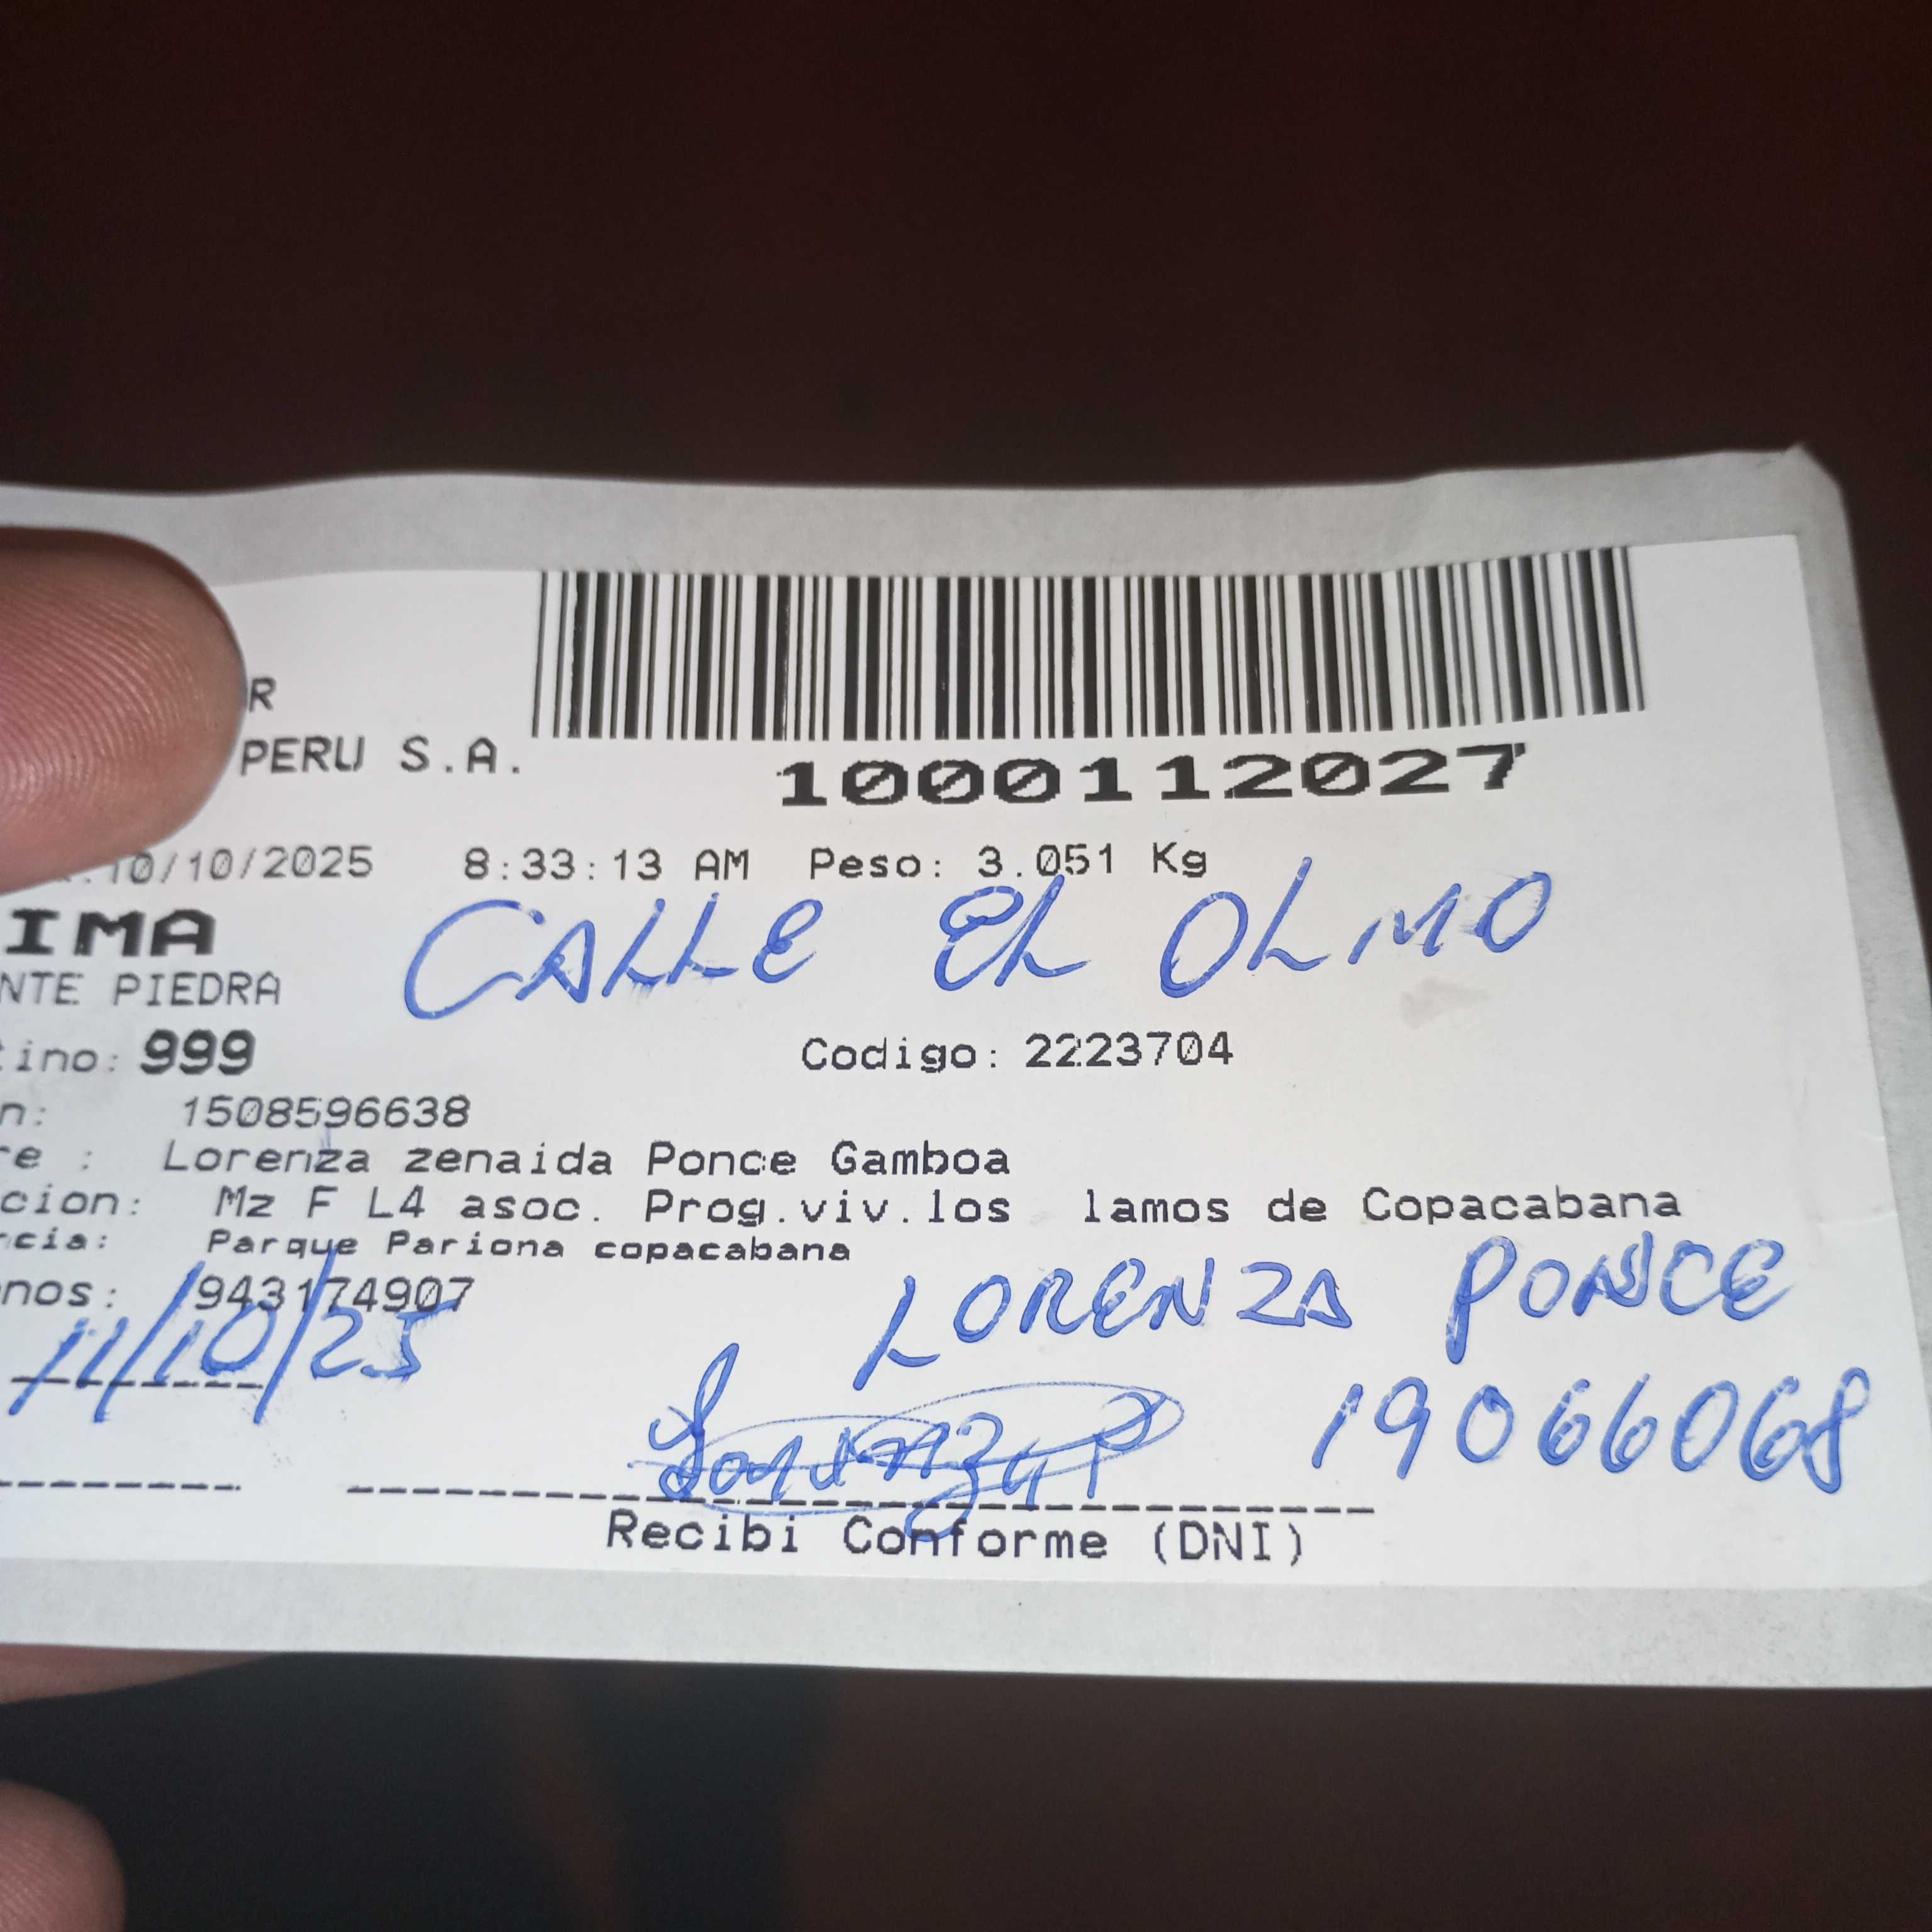 R
PERU S.A.
1000112027
10/10/2025 8:33:13 AM Peso: 3.051 Kg
IMA
CALLE EL OLMO
NTE PIEDRA
tino: 999 Codigo: 2223704
n: 1508596638
re : Lorenza zenaida Ponce Gamboa
cion: Mz F L4 asoc. Prog.viv.los lamos de Copacabana
cia: Parque Pariona copacabana
nos: 943174907
LORENZA PONCE
11/10/25
Lorenza P
19066068
Recibi Conforme (DNI)